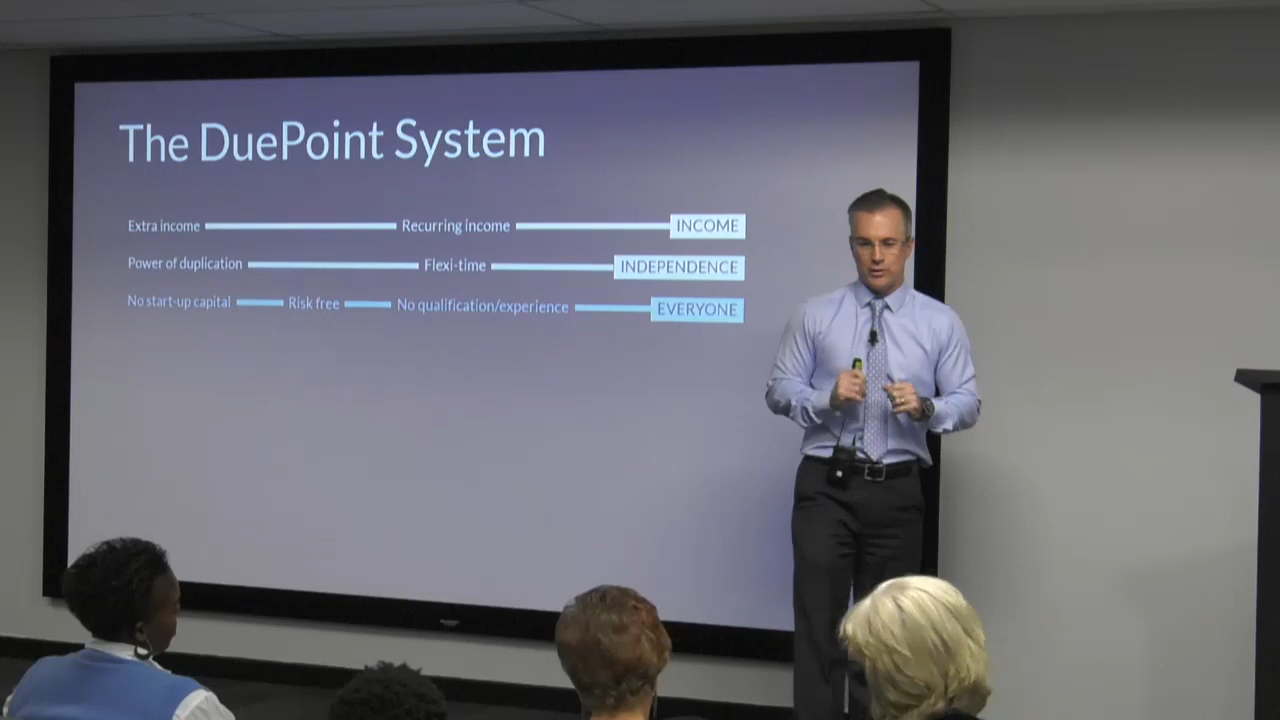 The DuePoint System
Extra income Recurring income INCOME
Power of duplication Flexi-time INDEPENDENCE
No start-up capital Risk free No qualification/experience EVERYONE